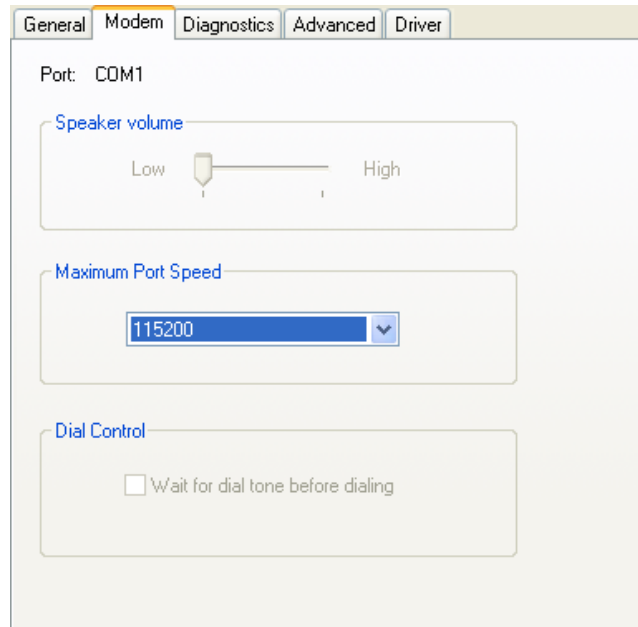 General Modem Diagnostics Advanced Driver
Port: COM1
Speaker volume
Low High
Maximum Port Speed
115200
Dial Control
Wait for dial tone before dialing